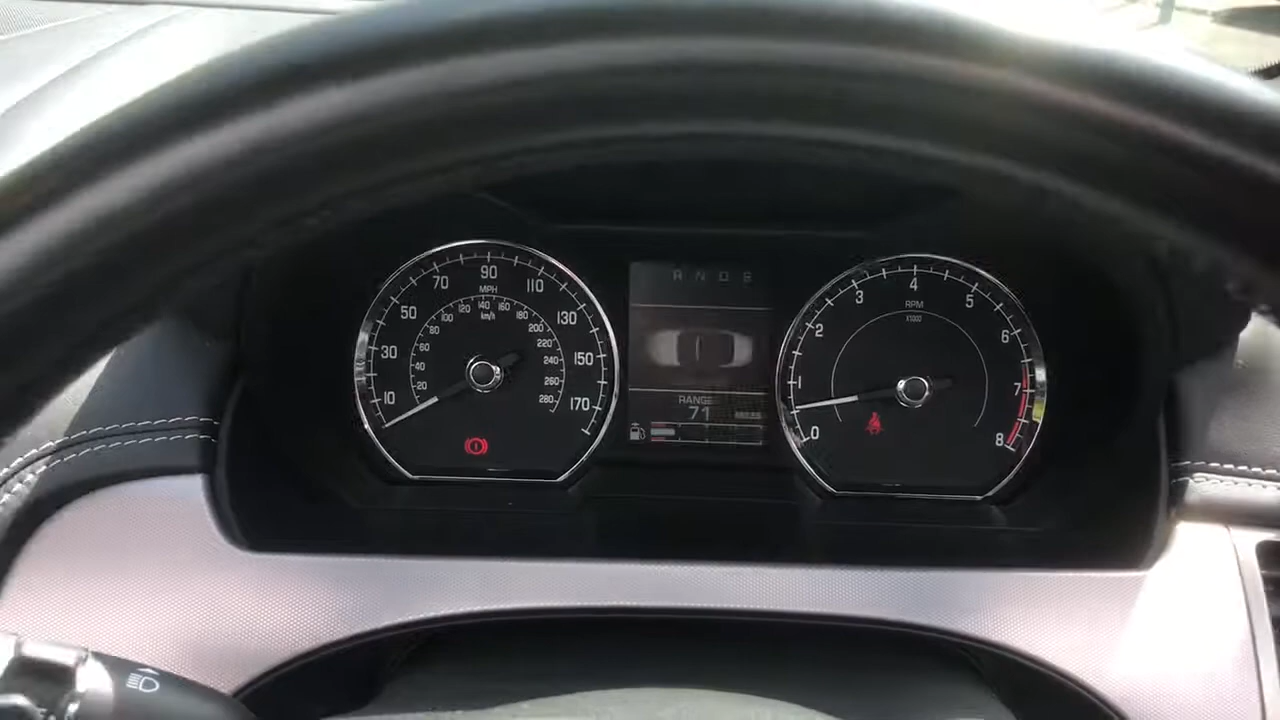 10 30 50 70 90 110 130 150 170
MPH
20 40 60 80 100 120 140 160 180 200 220 240 260 280
km/h
R N D S
RANGE
71
0 1 2 3 4 5 6 7 8
RPM
X1000